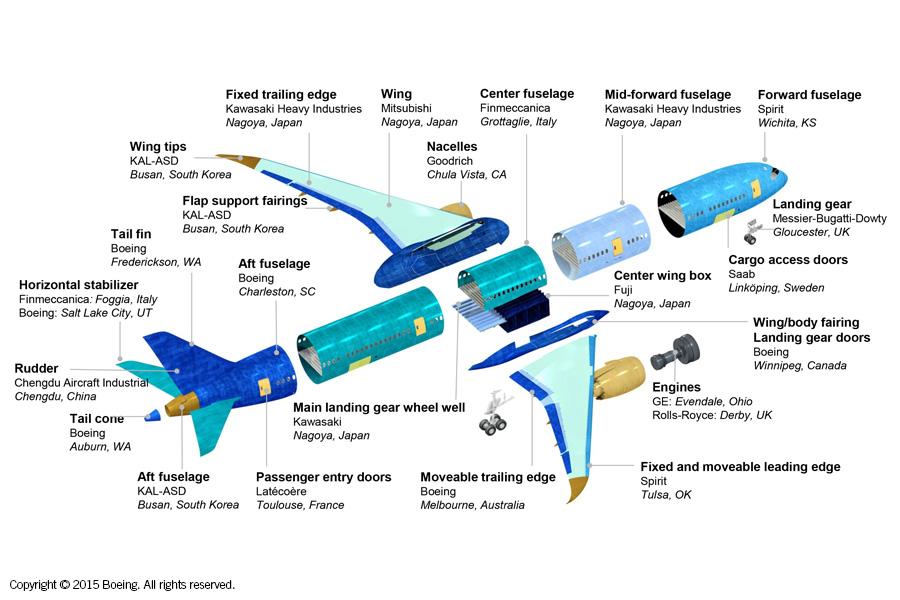 Fixed trailing edge
Kawasaki Heavy Industries
Nagoya, Japan
Wing
Mitsubishi
Nagoya, Japan
Center fuselage
Finmeccanica
Grottaglie, Italy
Mid-forward fuselage
Kawasaki Heavy Industries
Nagoya, Japan
Forward fuselage
Spirit
Wichita, KS
Wing tips
KAL-ASD
Busan, South Korea
Nacelles
Goodrich
Chula Vista, CA
Flap support fairings
KAL-ASD
Busan, South Korea
Landing gear
Messier-Bugatti-Dowty
Gloucester, UK
Tail fin
Boeing
Frederickson, WA
Aft fuselage
Boeing
Charleston, SC
Cargo access doors
Saab
Linköping, Sweden
Center wing box
Fuji
Nagoya, Japan
Horizontal stabilizer
Finmeccanica: Foggia, Italy
Boeing: Salt Lake City, UT
Wing/body fairing
Landing gear doors
Boeing
Winnipeg, Canada
Rudder
Chengdu Aircraft Industrial
Chengdu, China
Engines
GE: Evendale, Ohio
Rolls-Royce: Derby, UK
Main landing gear wheel well
Kawasaki
Nagoya, Japan
Tail cone
Boeing
Auburn, WA
Aft fuselage
KAL-ASD
Busan, South Korea
Passenger entry doors
Latécoère
Toulouse, France
Moveable trailing edge
Boeing
Melbourne, Australia
Fixed and moveable leading edge
Spirit
Tulsa, OK
Copyright © 2015 Boeing. All rights reserved.